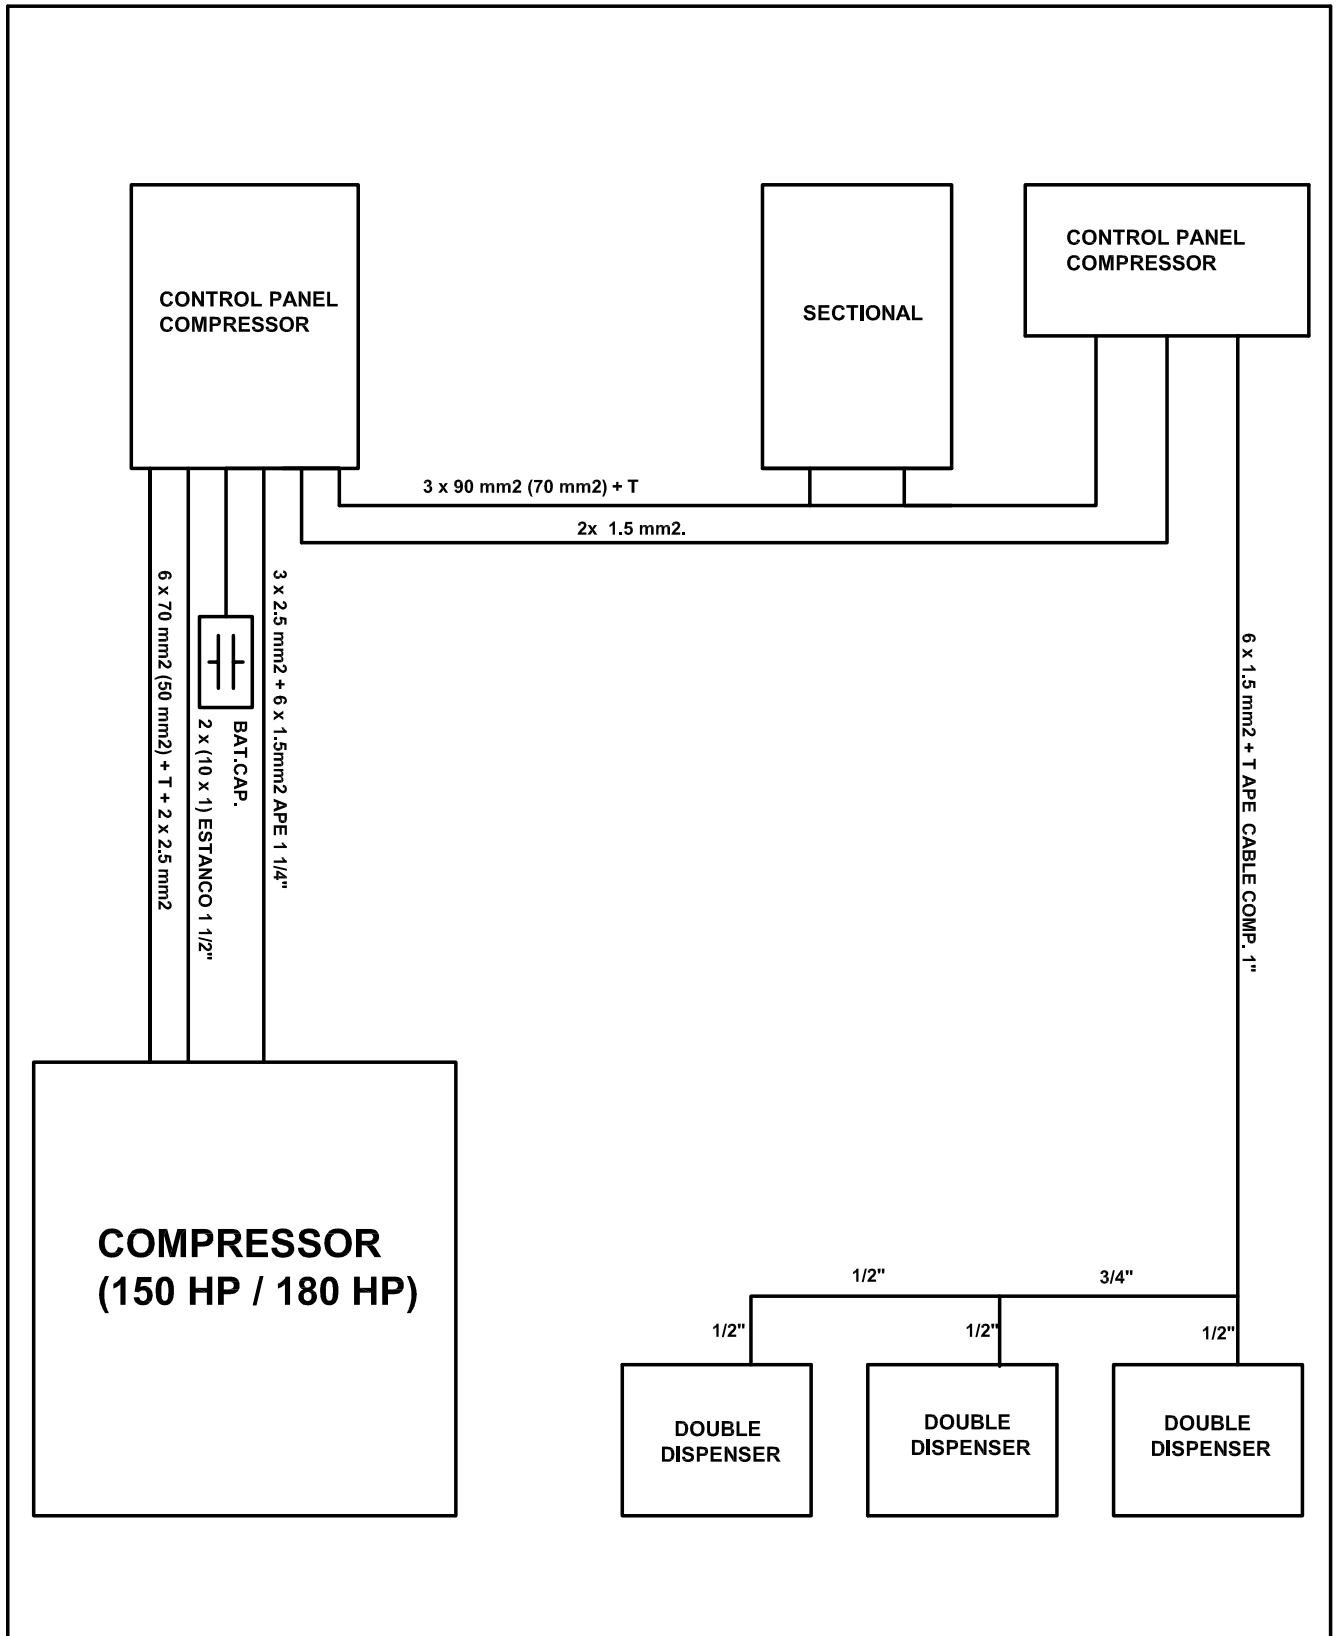 CONTROL PANEL
COMPRESSOR
SECTIONAL
CONTROL PANEL
COMPRESSOR
3 x 90 mm2 (70 mm2) + T
2x 1.5 mm2.
6 x 70 mm2 (50 mm2) + T + 2 x 2.5 mm2
2 x (10 x 1) ESTANCO 1 1/2"
BAT.CAP.
3 x 2.5 mm2 + 6 x 1.5mm2 APE 1 1/4"
6 x 1.5 mm2 + T APE CABLE COMP. 1"
COMPRESSOR
(150 HP / 180 HP)
1/2"
3/4"
1/2"
1/2"
1/2"
DOUBLE
DISPENSER
DOUBLE
DISPENSER
DOUBLE
DISPENSER